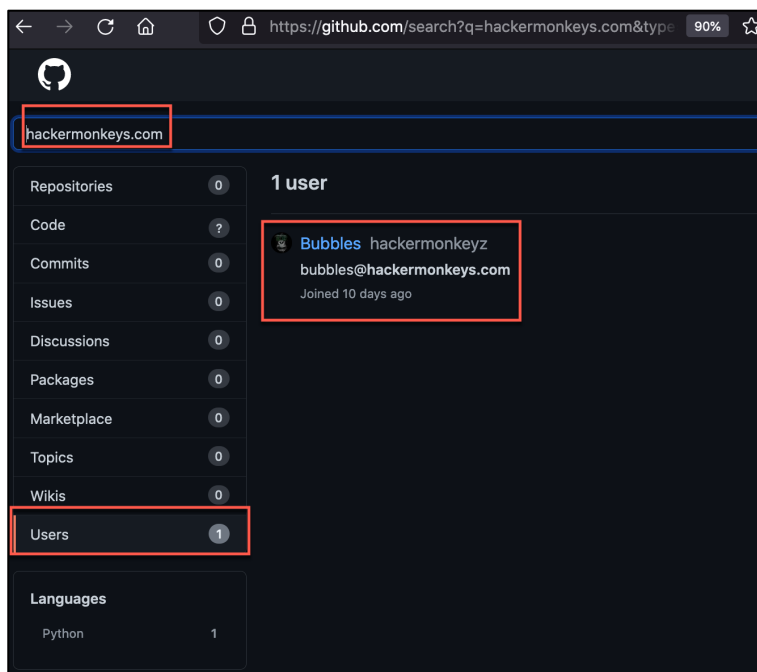 https://github.com/search?q=hackermonkeys.com&type 90%
hackermonkeys.com
Repositories 0
Code ?
Commits 0
Issues 0
Discussions 0
Packages 0
Marketplace 0
Topics 0
Wikis 0
Users 1
Languages
Python 1
1 user
Bubbles hackermonkeyz
bubbles@hackermonkeys.com
Joined 10 days ago